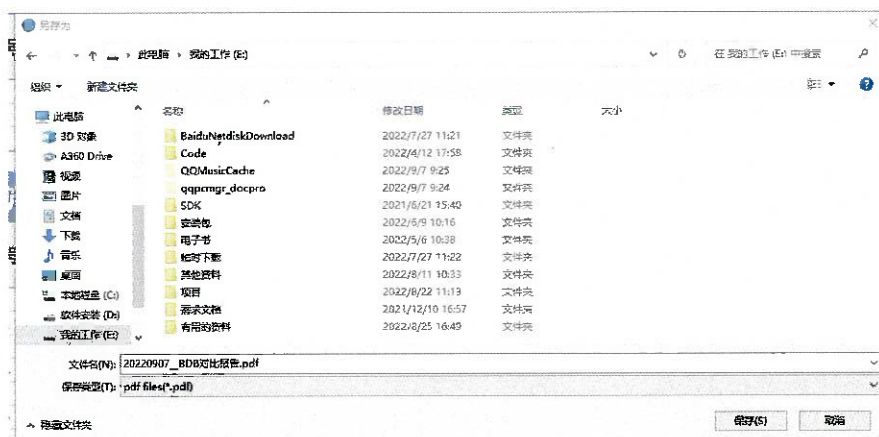 另存为
此电脑 › 我的工作 (E:)
在 我的工作 (E:) 中搜索
组织 新建文件夹
名称 修改日期 类型 大小
此电脑
3D 对象
A360 Drive
视频
图片
文档
下载
音乐
桌面
本地磁盘 (C:)
软件安装 (D:)
我的工作 (E:)
BaiduNetdiskDownload 2022/7/27 11:21 文件夹
Code 2022/4/12 17:58 文件夹
QQMusicCache 2022/9/7 9:25 文件夹
qqpcmgr_docpro 2022/9/7 9:24 文件夹
SDK 2021/6/21 15:40 文件夹
安装包 2022/6/9 10:16 文件夹
电子书 2022/5/6 10:38 文件夹
临时下载 2022/7/27 11:22 文件夹
其他资料 2022/8/11 10:33 文件夹
项目 2022/8/22 11:13 文件夹
需求文档 2021/12/10 16:57 文件夹
有用的资料 2022/8/25 16:49 文件夹
文件名(N): 20220907__BDB对比报告.pdf
保存类型(T): pdf files(*.pdf)
隐藏文件夹
保存(S) 取消